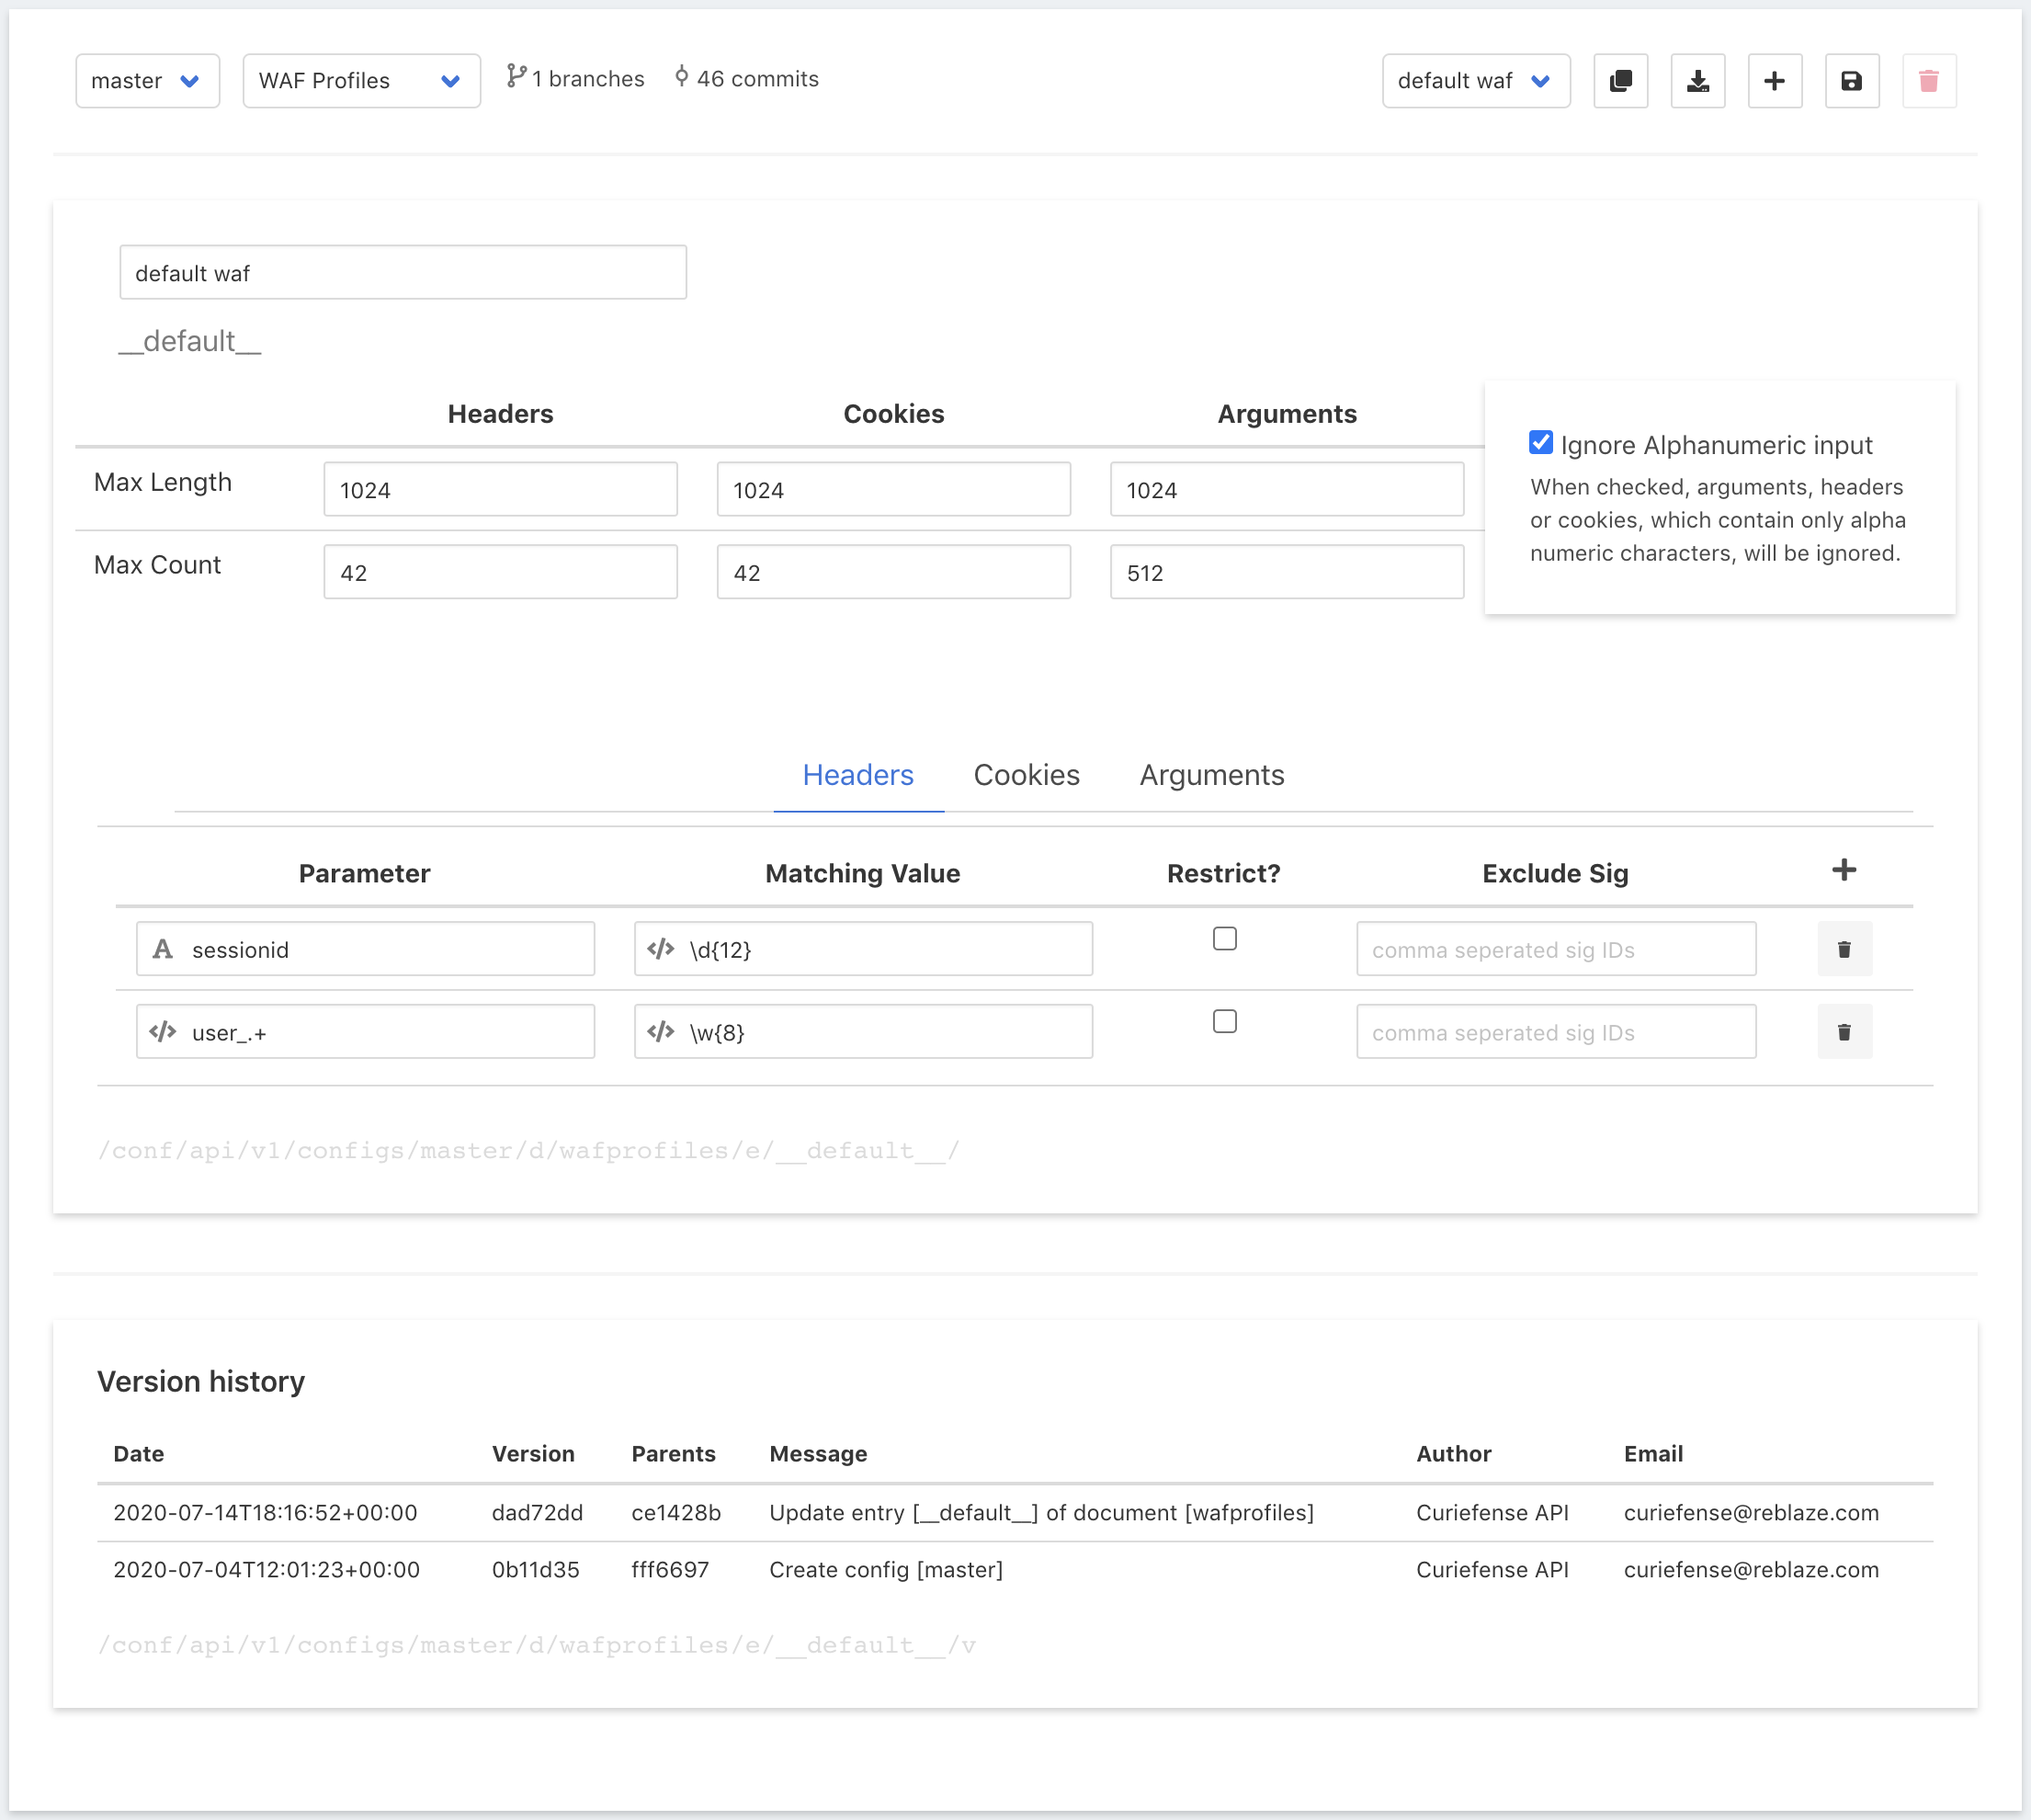 master WAF Profiles 1 branches 46 commits default waf
default waf
__default__
Headers Cookies Arguments
Max Length 1024 1024 1024
Max Count 42 42 512
Ignore Alphanumeric input
When checked, arguments, headers
or cookies, which contain only alpha
numeric characters, will be ignored.
Headers Cookies Arguments
Parameter Matching Value Restrict? Exclude Sig
A sessionid </> \d{12} comma seperated sig IDs
</> user_.+ </> \w{8} comma seperated sig IDs
/conf/api/v1/configs/master/d/wafprofiles/e/__default__/
Version history
Date Version Parents Message Author Email
2020-07-14T18:16:52+00:00 dad72dd ce1428b Update entry [__default__] of document [wafprofiles] Curiefense API curiefense@reblaze.com
2020-07-04T12:01:23+00:00 0b11d35 fff6697 Create config [master] Curiefense API curiefense@reblaze.com
/conf/api/v1/configs/master/d/wafprofiles/e/__default__/v